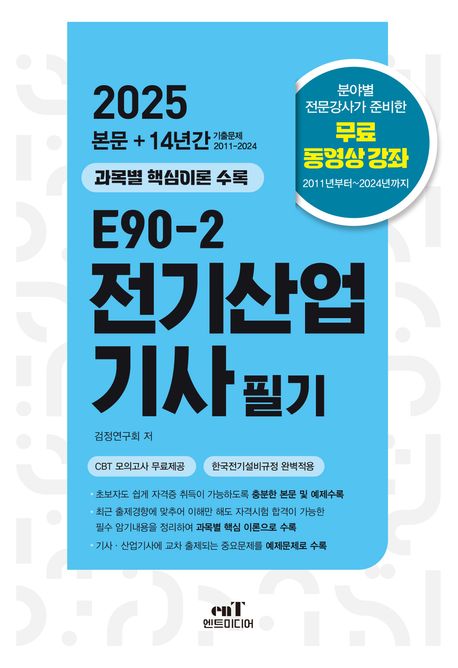 2025
본문 + 14년간 기출문제 2011-2024
과목별 핵심이론 수록
분야별
전문강사가 준비한
무료
동영상 강좌
2011년부터~2024년까지
E90-2
전기산업
기사 필기
검정연구회 저
CBT 모의고사 무료제공
한국전기설비규정 완벽적용
• 초보자도 쉽게 자격증 취득이 가능하도록 충분한 본문 및 예제수록
• 최근 출제경향에 맞추어 이해만 해도 자격시험 합격이 가능한
필수 암기내용을 정리하여 과목별 핵심 이론으로 수록
• 기사 · 산업기사에 교차 출제되는 중요문제를 예제문제로 수록
enT
엔트미디어